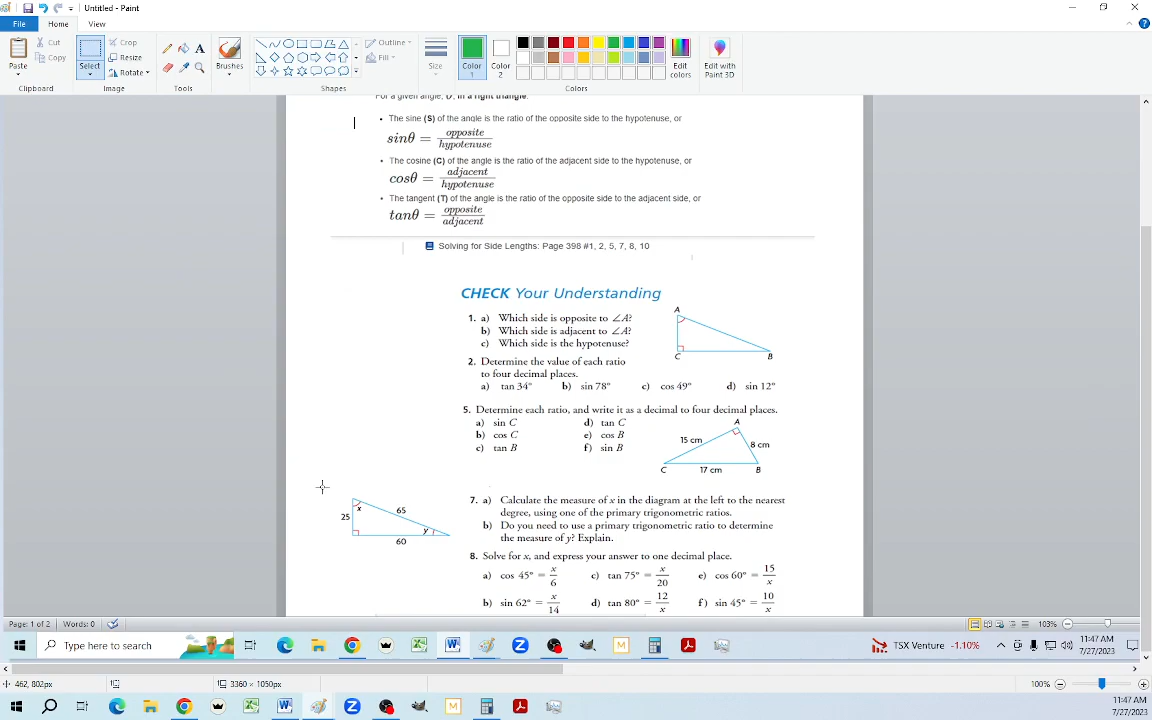 Untitled - Paint
File
Home
View
Paste
Cut
Copy
Clipboard
Select
Crop
Resize
Rotate
Image
Tools
Brushes
Shapes
Outline
Fill
Size
Color 1
Color 2
Colors
Edit colors
Edit with Paint 3D
• The sine (S) of the angle is the ratio of the opposite side to the hypotenuse, or
sinθ = opposite / hypotenuse
• The cosine (C) of the angle is the ratio of the adjacent side to the hypotenuse, or
cosθ = adjacent / hypotenuse
• The tangent (T) of the angle is the ratio of the opposite side to the adjacent side, or
tanθ = opposite / adjacent
Solving for Side Lengths: Page 398 #1, 2, 5, 7, 8, 10
CHECK Your Understanding
1. a) Which side is opposite to ∠A?
b) Which side is adjacent to ∠A?
c) Which side is the hypotenuse?
A
C
B
2. Determine the value of each ratio
to four decimal places.
a) tan 34° b) sin 78° c) cos 49° d) sin 12°
5. Determine each ratio, and write it as a decimal to four decimal places.
a) sin C d) tan C
b) cos C e) cos B
c) tan B f) sin B
A
15 cm
8 cm
C
17 cm
B
25
x
65
y
60
7. a) Calculate the measure of x in the diagram at the left to the nearest
degree, using one of the primary trigonometric ratios.
b) Do you need to use a primary trigonometric ratio to determine
the measure of y? Explain.
8. Solve for x, and express your answer to one decimal place.
a) cos 45° = x/6 c) tan 75° = x/20 e) cos 60° = 15/x
b) sin 62° = x/14 d) tan 80° = 12/x f) sin 45° = 10/x
Page: 1 of 2 Words: 0
103%
Type here to search
TSX Venture -1.10%
11:47 AM
7/27/2023
462, 802px
3360 × 1050px
100%
11:47 AM
7/27/2023